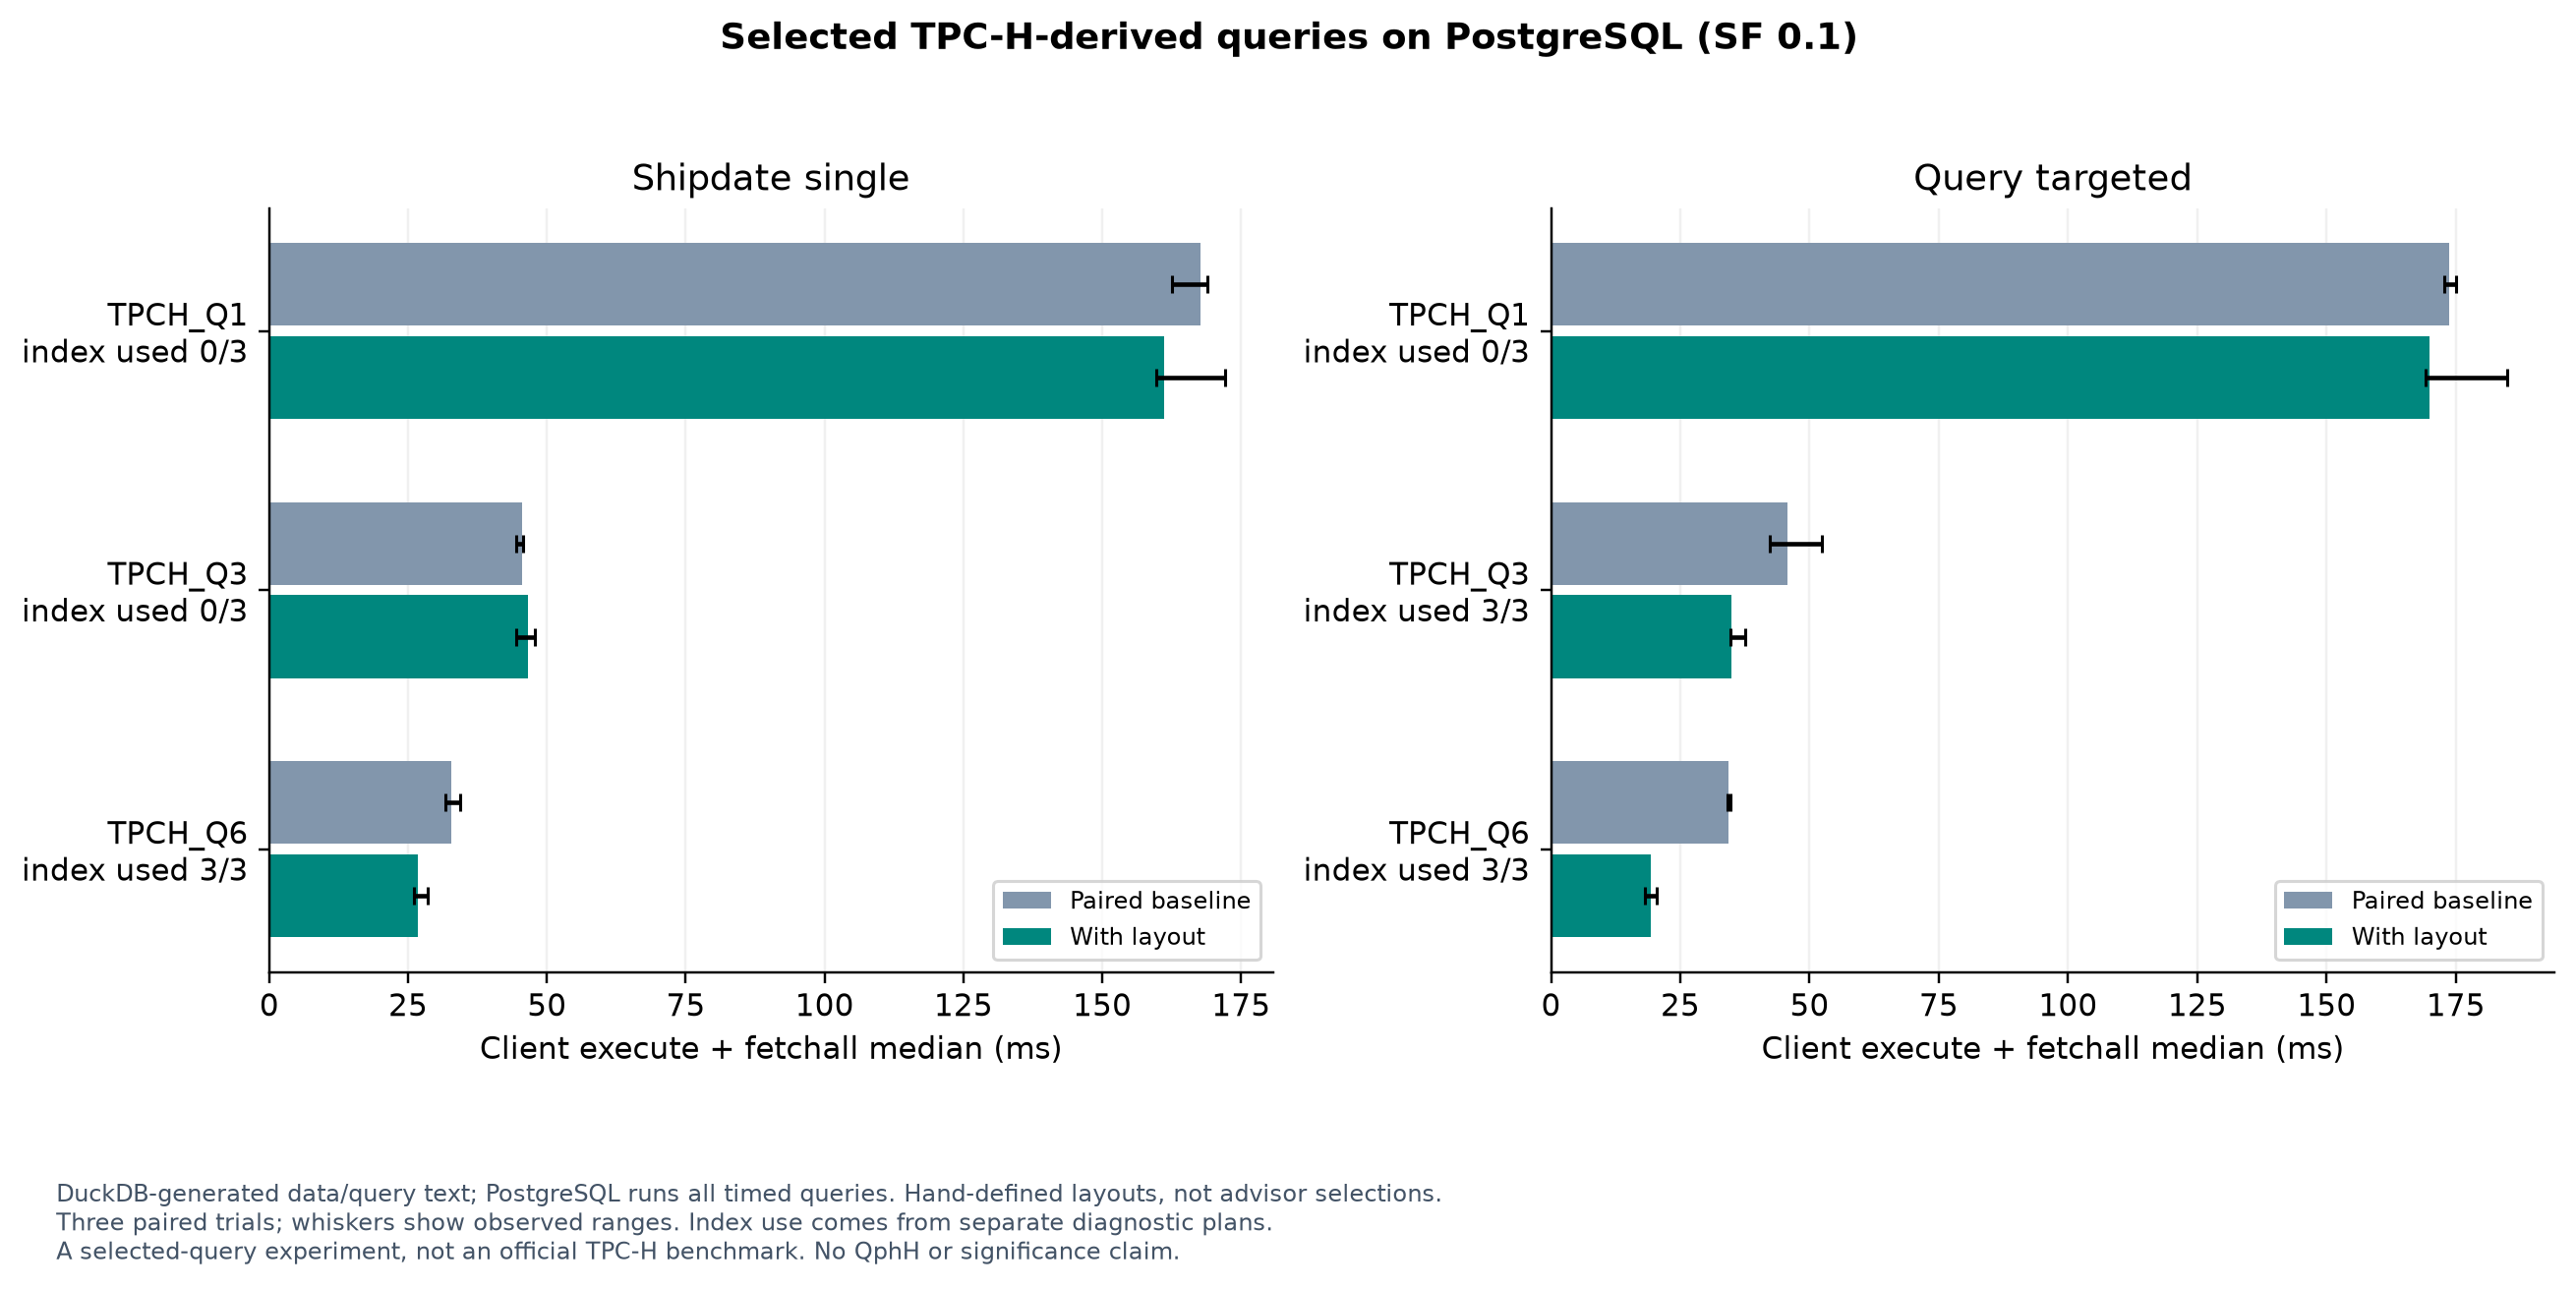 Selected TPC-H-derived queries on PostgreSQL (SF 0.1)
Shipdate single
TPCH_Q1
index used 0/3
TPCH_Q3
index used 0/3
TPCH_Q6
index used 3/3
Paired baseline
With layout
0 25 50 75 100 125 150 175
Client execute + fetchall median (ms)
Query targeted
TPCH_Q1
index used 0/3
TPCH_Q3
index used 3/3
TPCH_Q6
index used 3/3
Paired baseline
With layout
0 25 50 75 100 125 150 175
Client execute + fetchall median (ms)
DuckDB-generated data/query text; PostgreSQL runs all timed queries. Hand-defined layouts, not advisor selections.
Three paired trials; whiskers show observed ranges. Index use comes from separate diagnostic plans.
A selected-query experiment, not an official TPC-H benchmark. No QphH or significance claim.